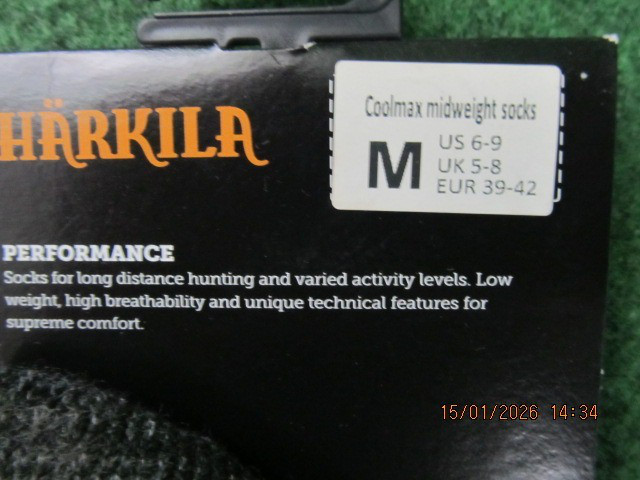 HÄRKILA
Coolmax midweight socks
M
US 6-9
UK 5-8
EUR 39-42
PERFORMANCE
Socks for long distance hunting and varied activity levels. Low
weight, high breathability and unique technical features for
supreme comfort.
15/01/2026 14:34